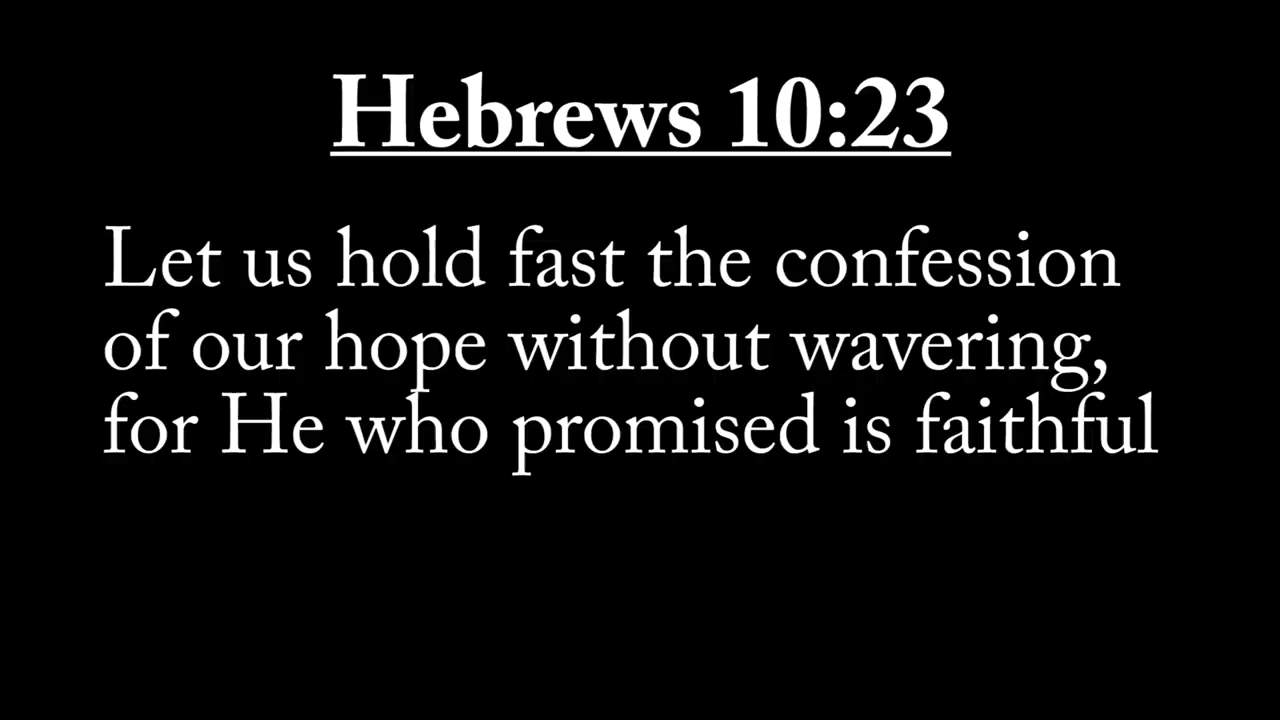 Hebrews 10:23
Let us hold fast the confession
of our hope without wavering,
for He who promised is faithful